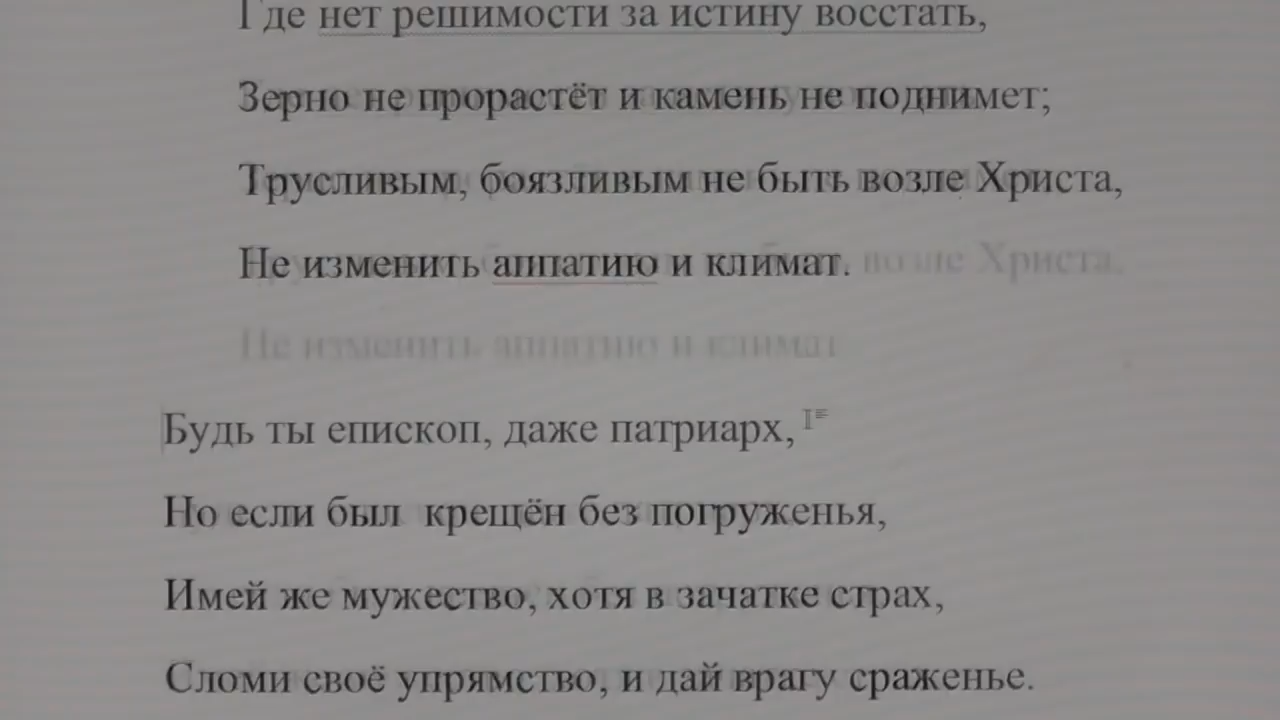 Где нет решимости за истину восстать,
Зерно не прорастёт и камень не поднимет;
Трусливым, боязливым не быть возле Христа,
Не изменить аппатию и климат.
Будь ты епископ, даже патриарх,
Но если был крещён без погруженья,
Имей же мужество, хотя в зачатке страх,
Сломи своё упрямство, и дай врагу сраженье.